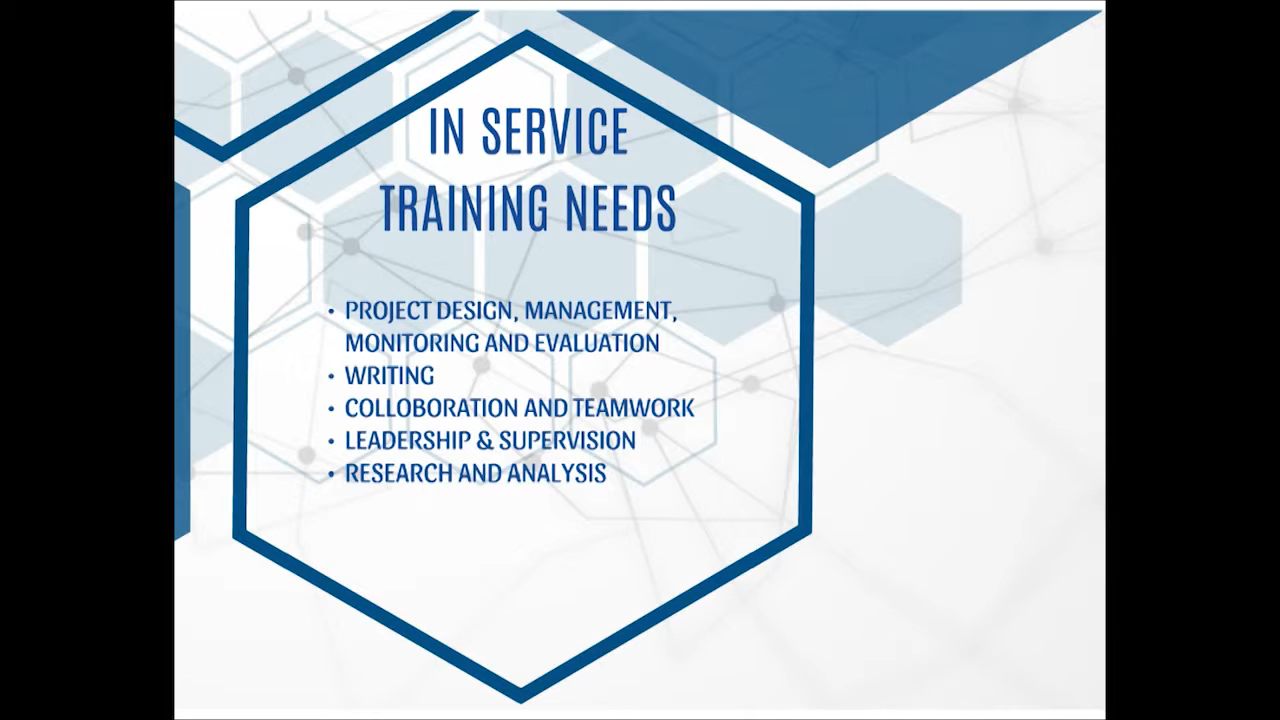 IN SERVICE
TRAINING NEEDS
• PROJECT DESIGN, MANAGEMENT,
MONITORING AND EVALUATION
• WRITING
• COLLOBORATION AND TEAMWORK
• LEADERSHIP & SUPERVISION
• RESEARCH AND ANALYSIS